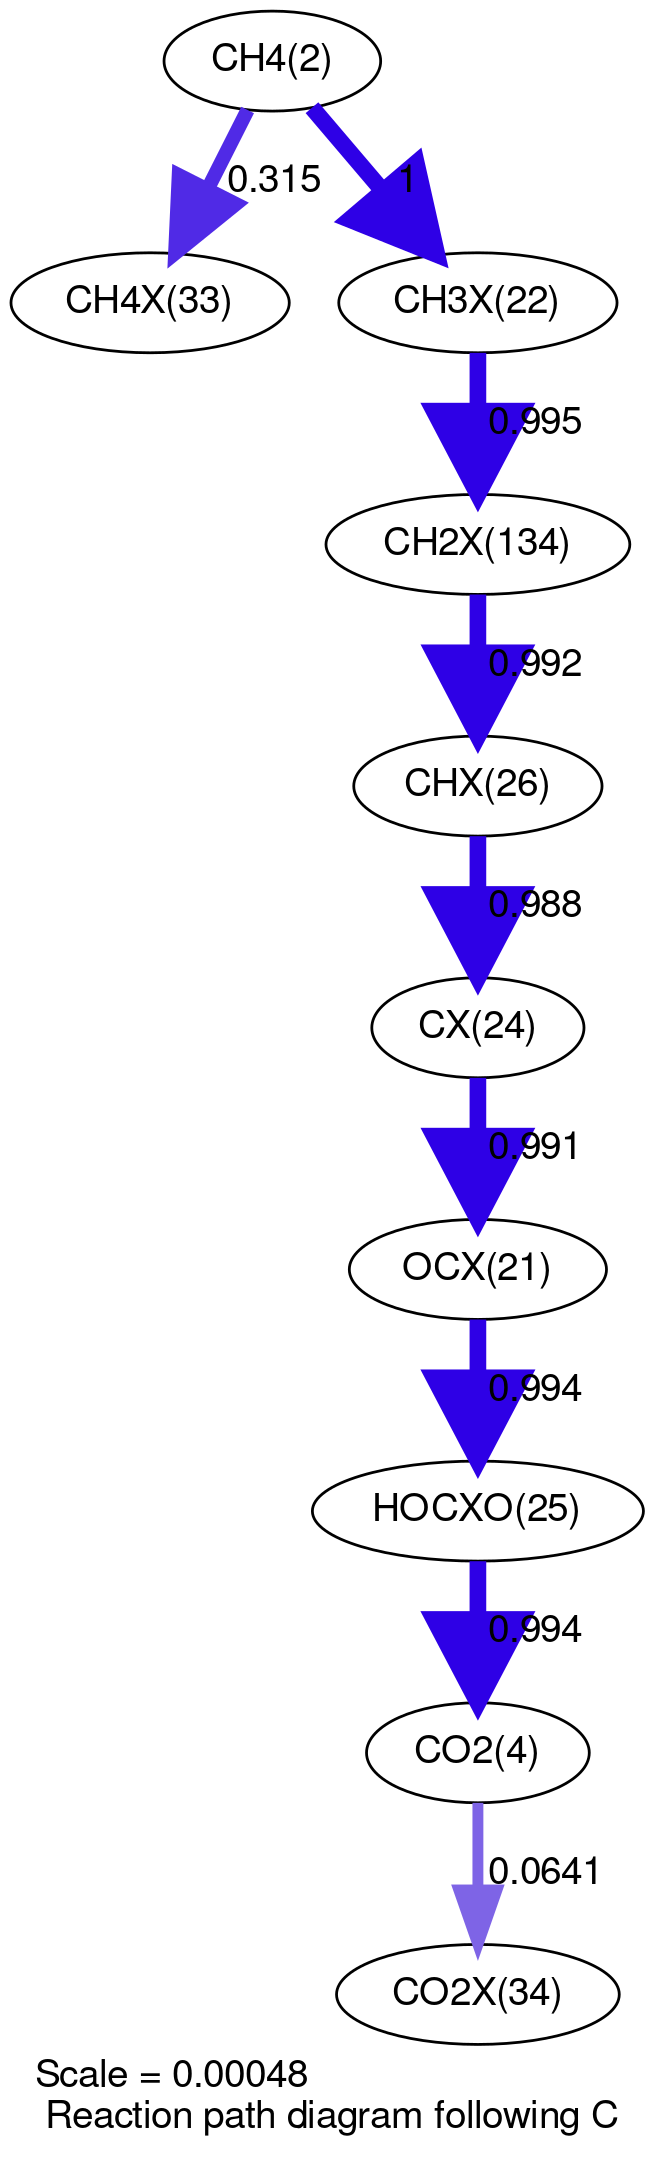 CH4(2)
0.315
1
CH4X(33)
CH3X(22)
0.995
CH2X(134)
0.992
CHX(26)
0.988
CX(24)
0.991
OCX(21)
0.994
HOCXO(25)
0.994
CO2(4)
0.0641
CO2X(34)
Scale = 0.00048
Reaction path diagram following C